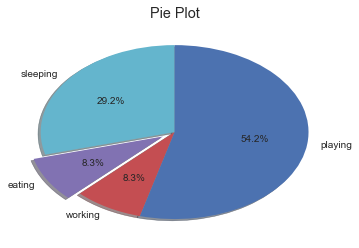 Pie Plot
sleeping
29.2%
54.2%
playing
8.3%
8.3%
eating
working